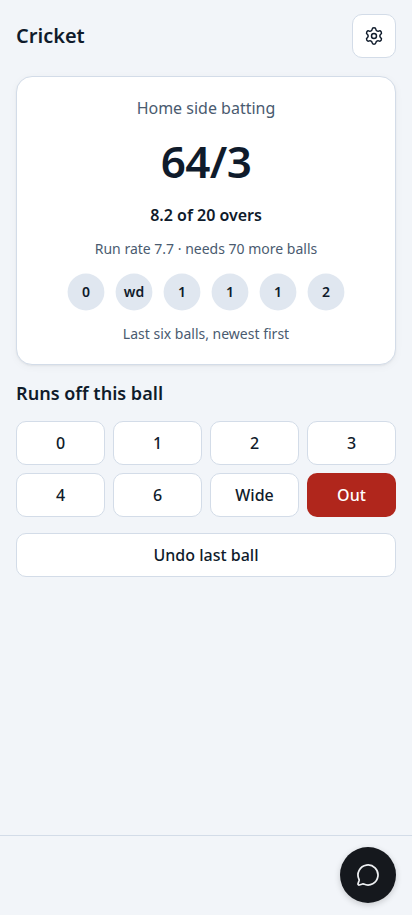 Cricket
Home side batting
64/3
8.2 of 20 overs
Run rate 7.7 · needs 70 more balls
0 wd 1 1 1 2
Last six balls, newest first
Runs off this ball
0 1 2 3
4 6 Wide Out
Undo last ball